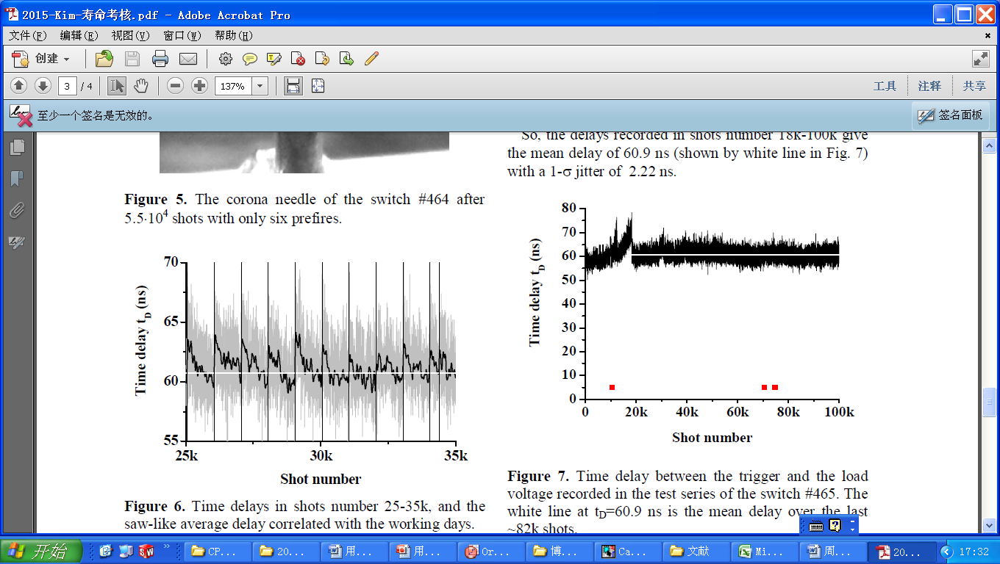 2015-Kim-寿命考核.pdf - Adobe Acrobat Pro
文件(F) 编辑(E) 视图(V) 窗口(W) 帮助(H)
创建
3 / 4 137% 工具 注释 共享
至少一个签名是无效的。 签名面板
Figure 5. The corona needle of the switch #464 after
5.5·10⁴ shots with only six prefires.
70
65
60
55
Time delay tD (ns)
25k 30k 35k
Shot number
Figure 6. Time delays in shots number 25-35k, and the
saw-like average delay correlated with the working days.
So, the delays recorded in shots number 18k-100k give
the mean delay of 60.9 ns (shown by white line in Fig. 7)
with a 1-σ jitter of 2.22 ns.
80
70
60
50
40
30
20
10
0
Time delay tD (ns)
0 20k 40k 60k 80k 100k
Shot number
Figure 7. Time delay between the trigger and the load
voltage recorded in the test series of the switch #465. The
white line at tD=60.9 ns is the mean delay over the last
~82k shots.
开始 CP... 20... 用... 用... Or... 博... Ca... 文献 Mi... 周... 20... 17:32